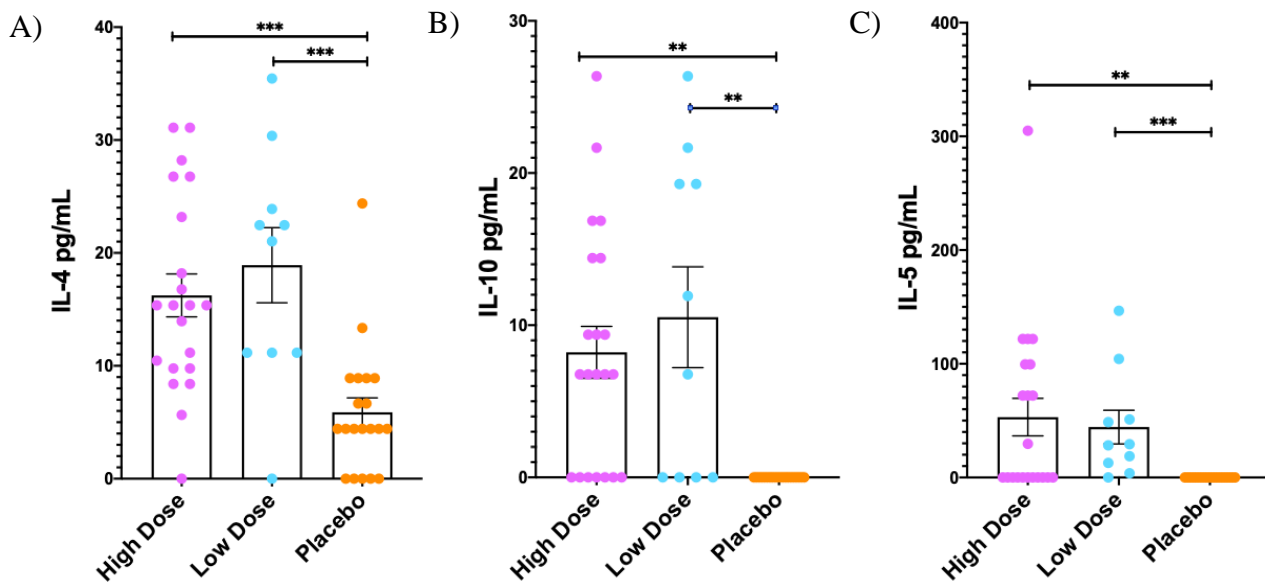 A)
IL-4 pg/mL
40
30
20
10
0
***
***
High Dose
Low Dose
Placebo
B)
IL-10 pg/mL
30
20
10
0
**
**
High Dose
Low Dose
Placebo
C)
IL-5 pg/mL
400
300
200
100
0
**
***
High Dose
Low Dose
Placebo